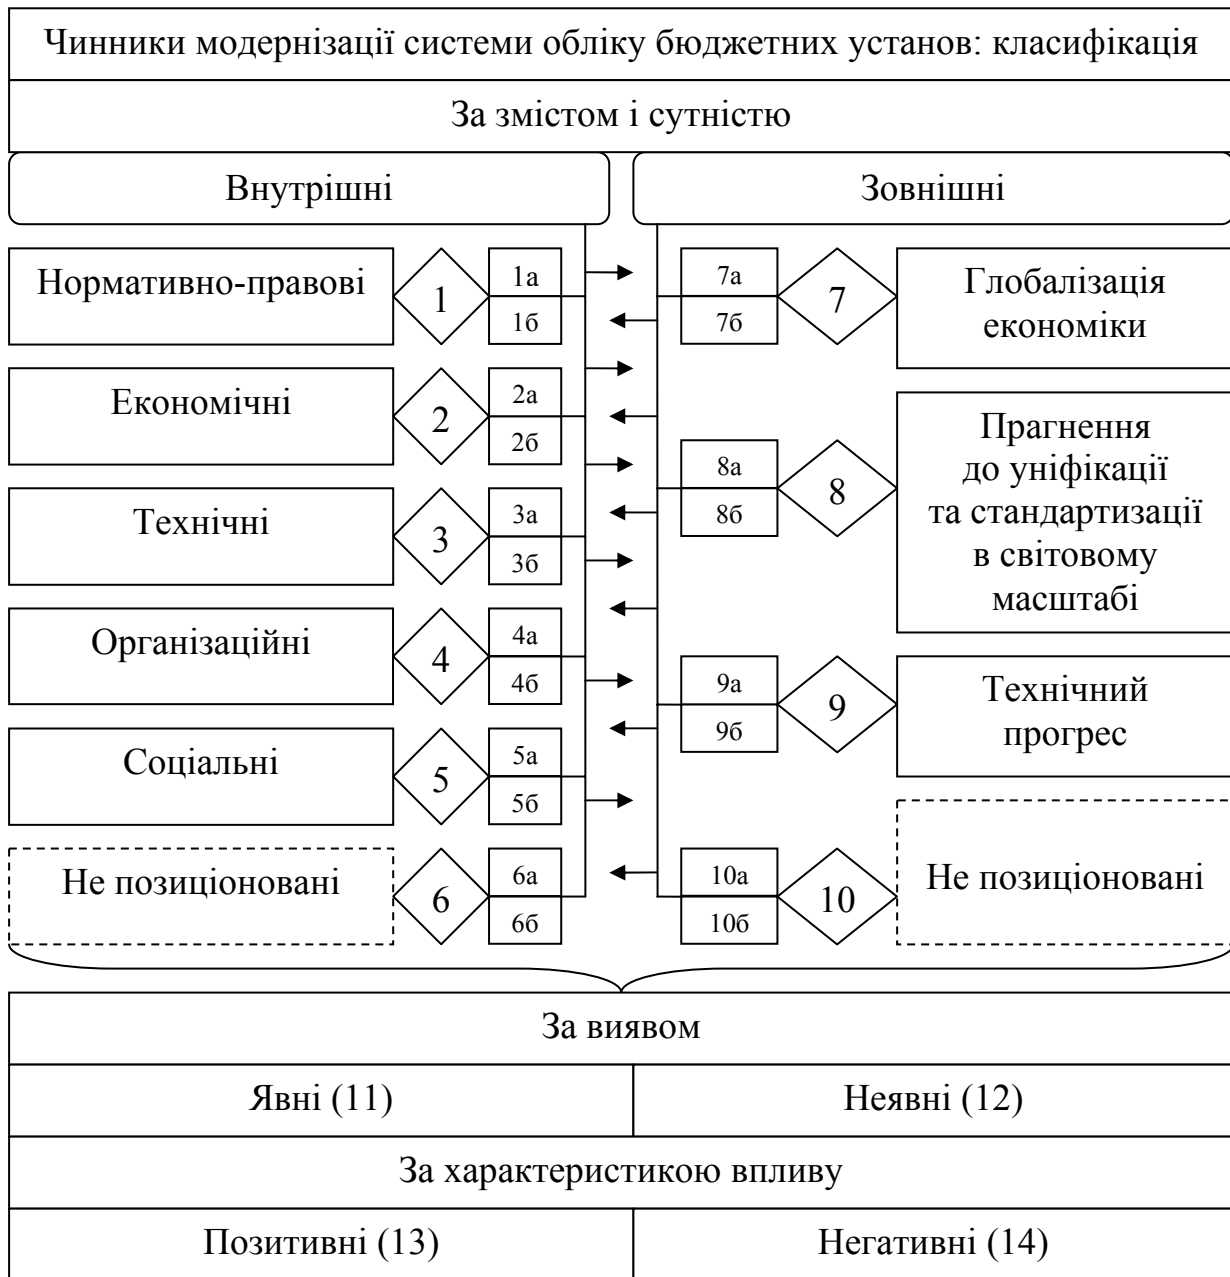 Чинники модернізації системи обліку бюджетних установ: класифікація
За змістом і сутністю
Внутрішні
Зовнішні
Нормативно-правові
1
1а
1б
Економічні
2
2а
2б
Технічні
3
3а
3б
Організаційні
4
4а
4б
Соціальні
5
5а
5б
Не позиціоновані
6
6а
6б
7а
7б
7
Глобалізація
економіки
8а
8б
8
Прагнення
до уніфікації
та стандартизації
в світовому
масштабі
9а
9б
9
Технічний
прогрес
10а
10б
10
Не позиціоновані
За виявом
Явні (11)
Неявні (12)
За характеристикою впливу
Позитивні (13)
Негативні (14)